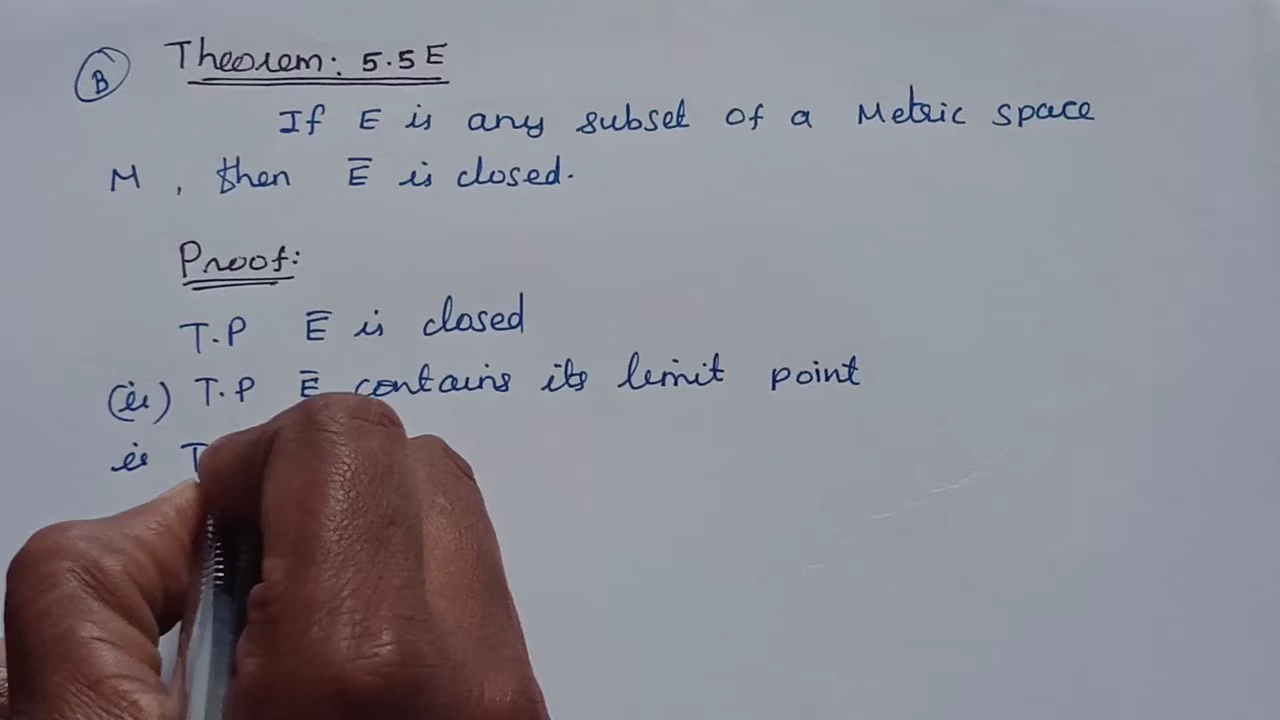 B Theorem: 5.5 E
If E is any subset of a Metric space
M, then Ē is closed.
Proof:
T.P Ē is closed
(ie) T.P Ē contains its limit point
ie T